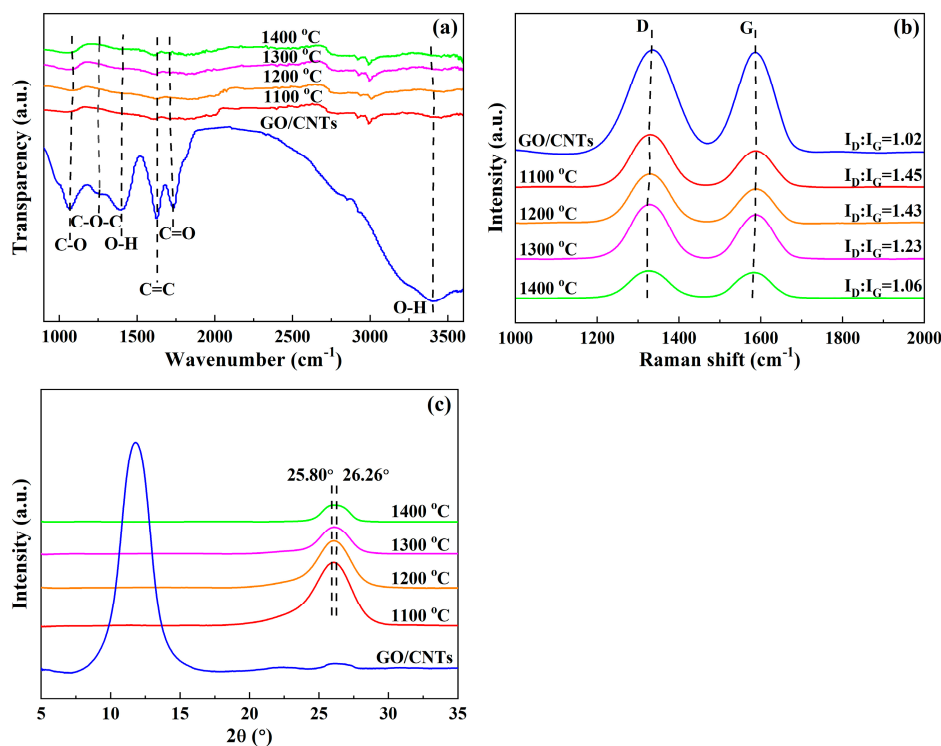 (a)
1400 °C
1300 °C
1200 °C
1100 °C
GO/CNTs
C-O-C
C-O
O-H
C=O
C=C
O-H
Transparency (a.u.)
1000 1500 2000 2500 3000 3500
Wavenumber (cm⁻¹)
(b)
D G
GO/CNTs I_D:I_G=1.02
1100 °C I_D:I_G=1.45
1200 °C I_D:I_G=1.43
1300 °C I_D:I_G=1.23
1400 °C I_D:I_G=1.06
Intensity (a.u.)
1000 1200 1400 1600 1800 2000
Raman shift (cm⁻¹)
(c)
25.80° 26.26°
1400 °C
1300 °C
1200 °C
1100 °C
GO/CNTs
Intensity (a.u.)
5 10 15 20 25 30 35
2θ (°)